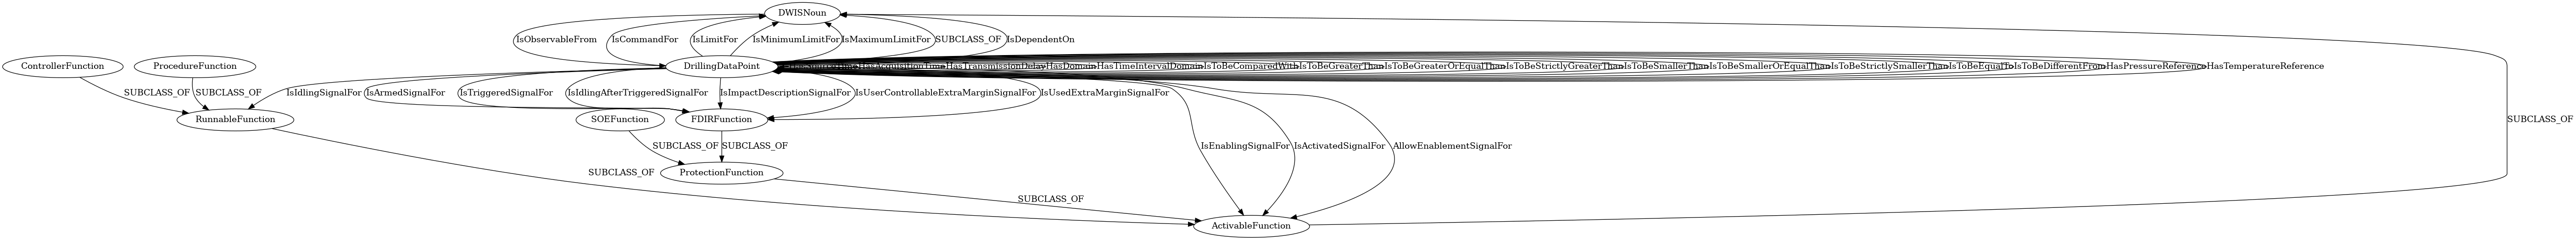 DWISNoun
IsObservableFrom
IsCommandFor
IsLimitFor
IsMinimumLimitFor
IsMaximumLimitFor
SUBCLASS_OF
IsDependentOn
ControllerFunction
ProcedureFunction
DrillingDataPoint
HasAcquisitionTime
HasTransmissionDelay
HasDomain
HasTimeIntervalDomain
IsToBeComparedWith
IsToBeGreaterThan
IsToBeGreaterOrEqualThan
IsToBeStrictlyGreaterThan
IsToBeSmallerThan
IsToBeSmallerOrEqualThan
IsToBeStrictlySmallerThan
IsToBeEqualTo
IsToBeDifferentFrom
HasPressureReference
HasTemperatureReference
SUBCLASS_OF
SUBCLASS_OF
IsIdlingSignalFor
IsArmedSignalFor
IsTriggeredSignalFor
IsIdlingAfterTriggeredSignalFor
IsImpactDescriptionSignalFor
IsUserControllableExtraMarginSignalFor
IsUsedExtraMarginSignalFor
RunnableFunction
SOEFunction
FDIRFunction
SUBCLASS_OF
SUBCLASS_OF
SUBCLASS_OF
IsEnablingSignalFor
IsActivatedSignalFor
AllowEnablementSignalFor
SUBCLASS_OF
ProtectionFunction
SUBCLASS_OF
ActivableFunction